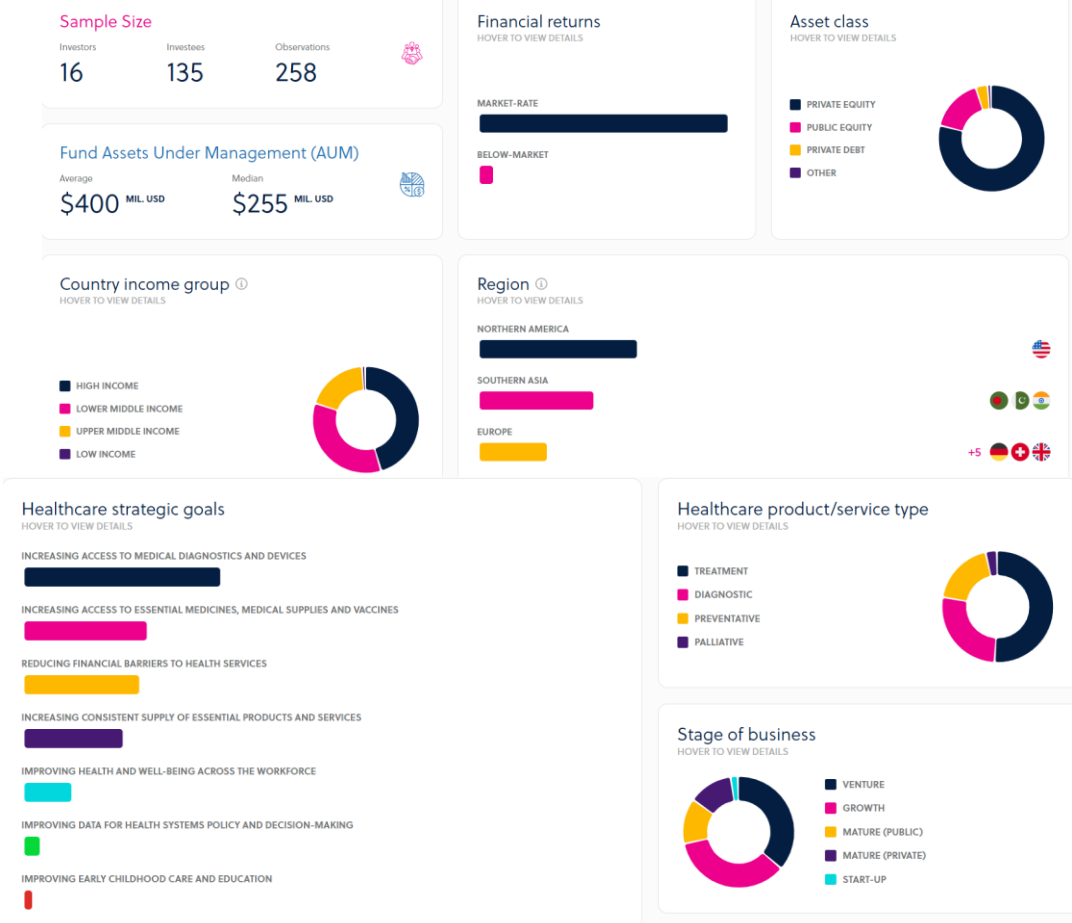 Sample Size
Investors Investees Observations
16 135 258
Fund Assets Under Management (AUM)
Average Median
$400 MIL. USD $255 MIL. USD
Financial returns
HOVER TO VIEW DETAILS
MARKET-RATE
BELOW-MARKET
Asset class
HOVER TO VIEW DETAILS
PRIVATE EQUITY
PUBLIC EQUITY
PRIVATE DEBT
OTHER
Country income group
HOVER TO VIEW DETAILS
HIGH INCOME
LOWER MIDDLE INCOME
UPPER MIDDLE INCOME
LOW INCOME
Region
HOVER TO VIEW DETAILS
NORTHERN AMERICA
SOUTHERN ASIA
EUROPE
+5
Healthcare strategic goals
HOVER TO VIEW DETAILS
INCREASING ACCESS TO MEDICAL DIAGNOSTICS AND DEVICES
INCREASING ACCESS TO ESSENTIAL MEDICINES, MEDICAL SUPPLIES AND VACCINES
REDUCING FINANCIAL BARRIERS TO HEALTH SERVICES
INCREASING CONSISTENT SUPPLY OF ESSENTIAL PRODUCTS AND SERVICES
IMPROVING HEALTH AND WELL-BEING ACROSS THE WORKFORCE
IMPROVING DATA FOR HEALTH SYSTEMS POLICY AND DECISION-MAKING
IMPROVING EARLY CHILDHOOD CARE AND EDUCATION
Healthcare product/service type
HOVER TO VIEW DETAILS
TREATMENT
DIAGNOSTIC
PREVENTATIVE
PALLIATIVE
Stage of business
HOVER TO VIEW DETAILS
VENTURE
GROWTH
MATURE (PUBLIC)
MATURE (PRIVATE)
START-UP